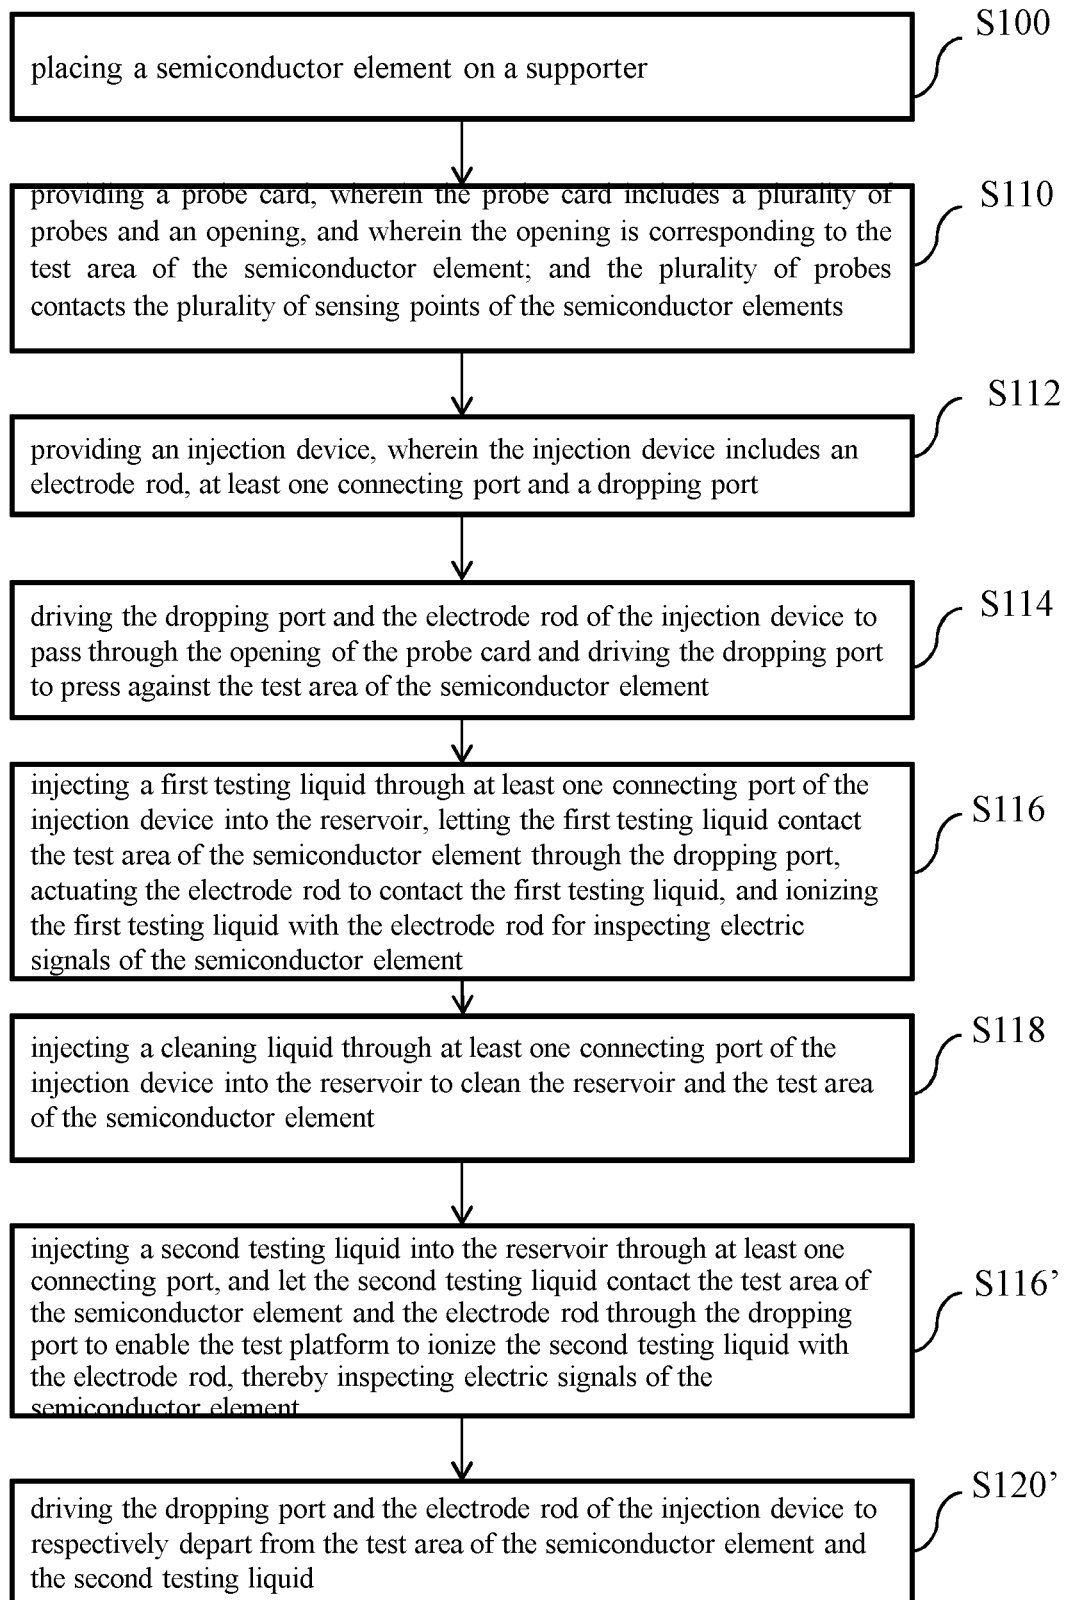 S100
placing a semiconductor element on a supporter
S110
providing a probe card, wherein the probe card includes a plurality of
probes and an opening, and wherein the opening is corresponding to the
test area of the semiconductor element; and the plurality of probes
contacts the plurality of sensing points of the semiconductor elements
S112
providing an injection device, wherein the injection device includes an
electrode rod, at least one connecting port and a dropping port
S114
driving the dropping port and the electrode rod of the injection device to
pass through the opening of the probe card and driving the dropping port
to press against the test area of the semiconductor element
S116
injecting a first testing liquid through at least one connecting port of the
injection device into the reservoir, letting the first testing liquid contact
the test area of the semiconductor element through the dropping port,
actuating the electrode rod to contact the first testing liquid, and ionizing
the first testing liquid with the electrode rod for inspecting electric
signals of the semiconductor element
S118
injecting a cleaning liquid through at least one connecting port of the
injection device into the reservoir to clean the reservoir and the test area
of the semiconductor element
S116’
injecting a second testing liquid into the reservoir through at least one
connecting port, and let the second testing liquid contact the test area of
the semiconductor element and the electrode rod through the dropping
port to enable the test platform to ionize the second testing liquid with
the electrode rod, thereby inspecting electric signals of the
semiconductor element
S120’
driving the dropping port and the electrode rod of the injection device to
respectively depart from the test area of the semiconductor element and
the second testing liquid